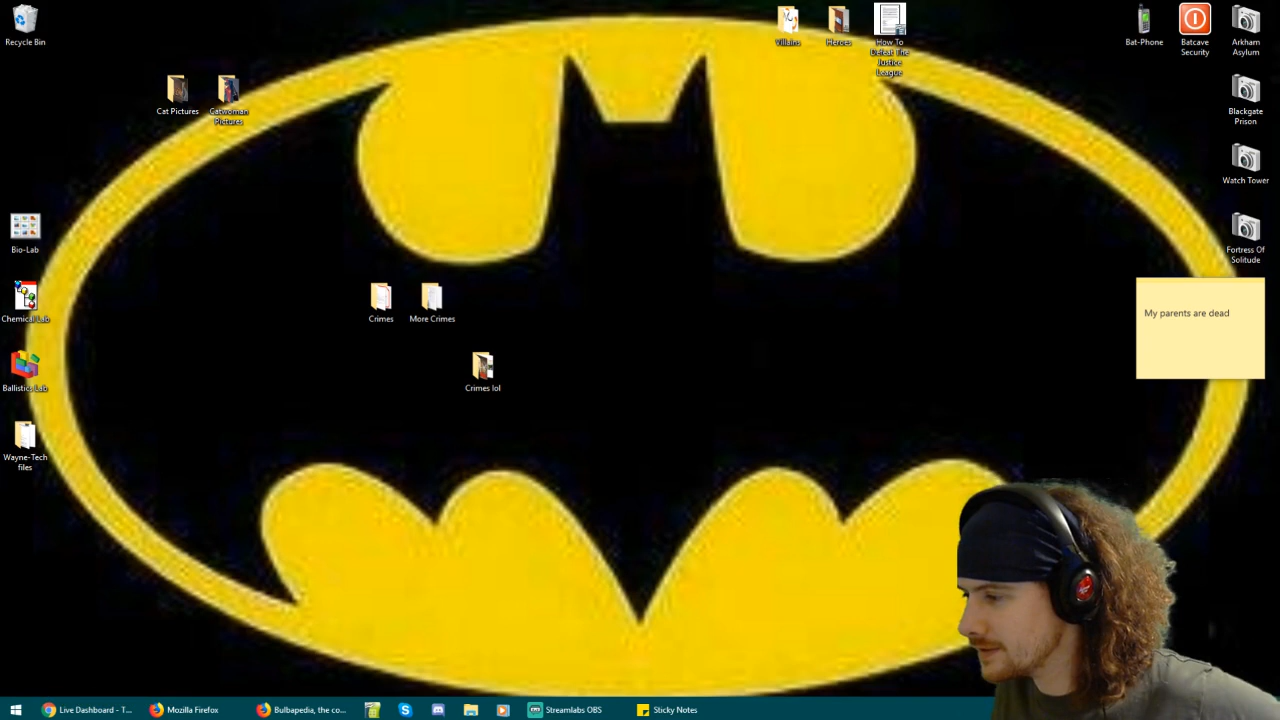 Recycle Bin
Villains
Heroes
How To
Defeat The
Justice
League
Bat-Phone
Batcave
Security
Arkham
Asylum
Cat Pictures
Catwoman
Pictures
Blackgate
Prison
Watch Tower
Bio-Lab
Fortress Of
Solitude
Chemical Lab
Crimes
More Crimes
My parents are dead
Ballistics Lab
Crimes lol
Wayne-Tech
files
Live Dashboard - T...
Mozilla Firefox
Bulbapedia, the co...
Streamlabs OBS
Sticky Notes